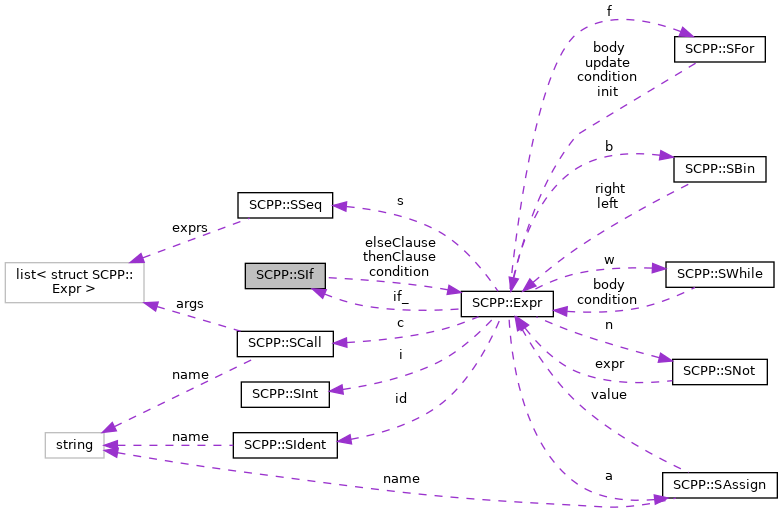 f
SCPP::SFor
body
update
condition
init
b
SCPP::SBin
right
left
s
SCPP::SSeq
exprs
elseClause
thenClause
condition
w
SCPP::SWhile
list< struct SCPP::
Expr >
SCPP::SIf
if_
SCPP::Expr
body
condition
args
c
n
SCPP::SCall
i
expr
SCPP::SNot
name
SCPP::SInt
id
value
string
name
SCPP::SIdent
name
a
SCPP::SAssign